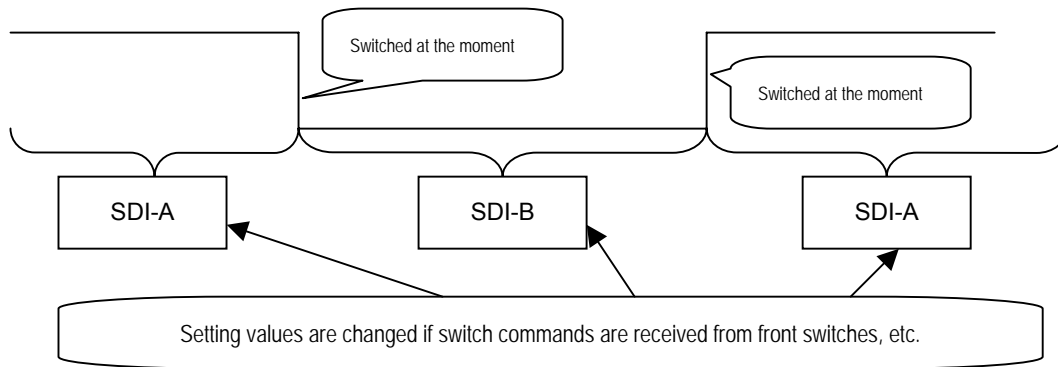 Switched at the moment
Switched at the moment
SDI-A
SDI-B
SDI-A
Setting values are changed if switch commands are received from front switches, etc.